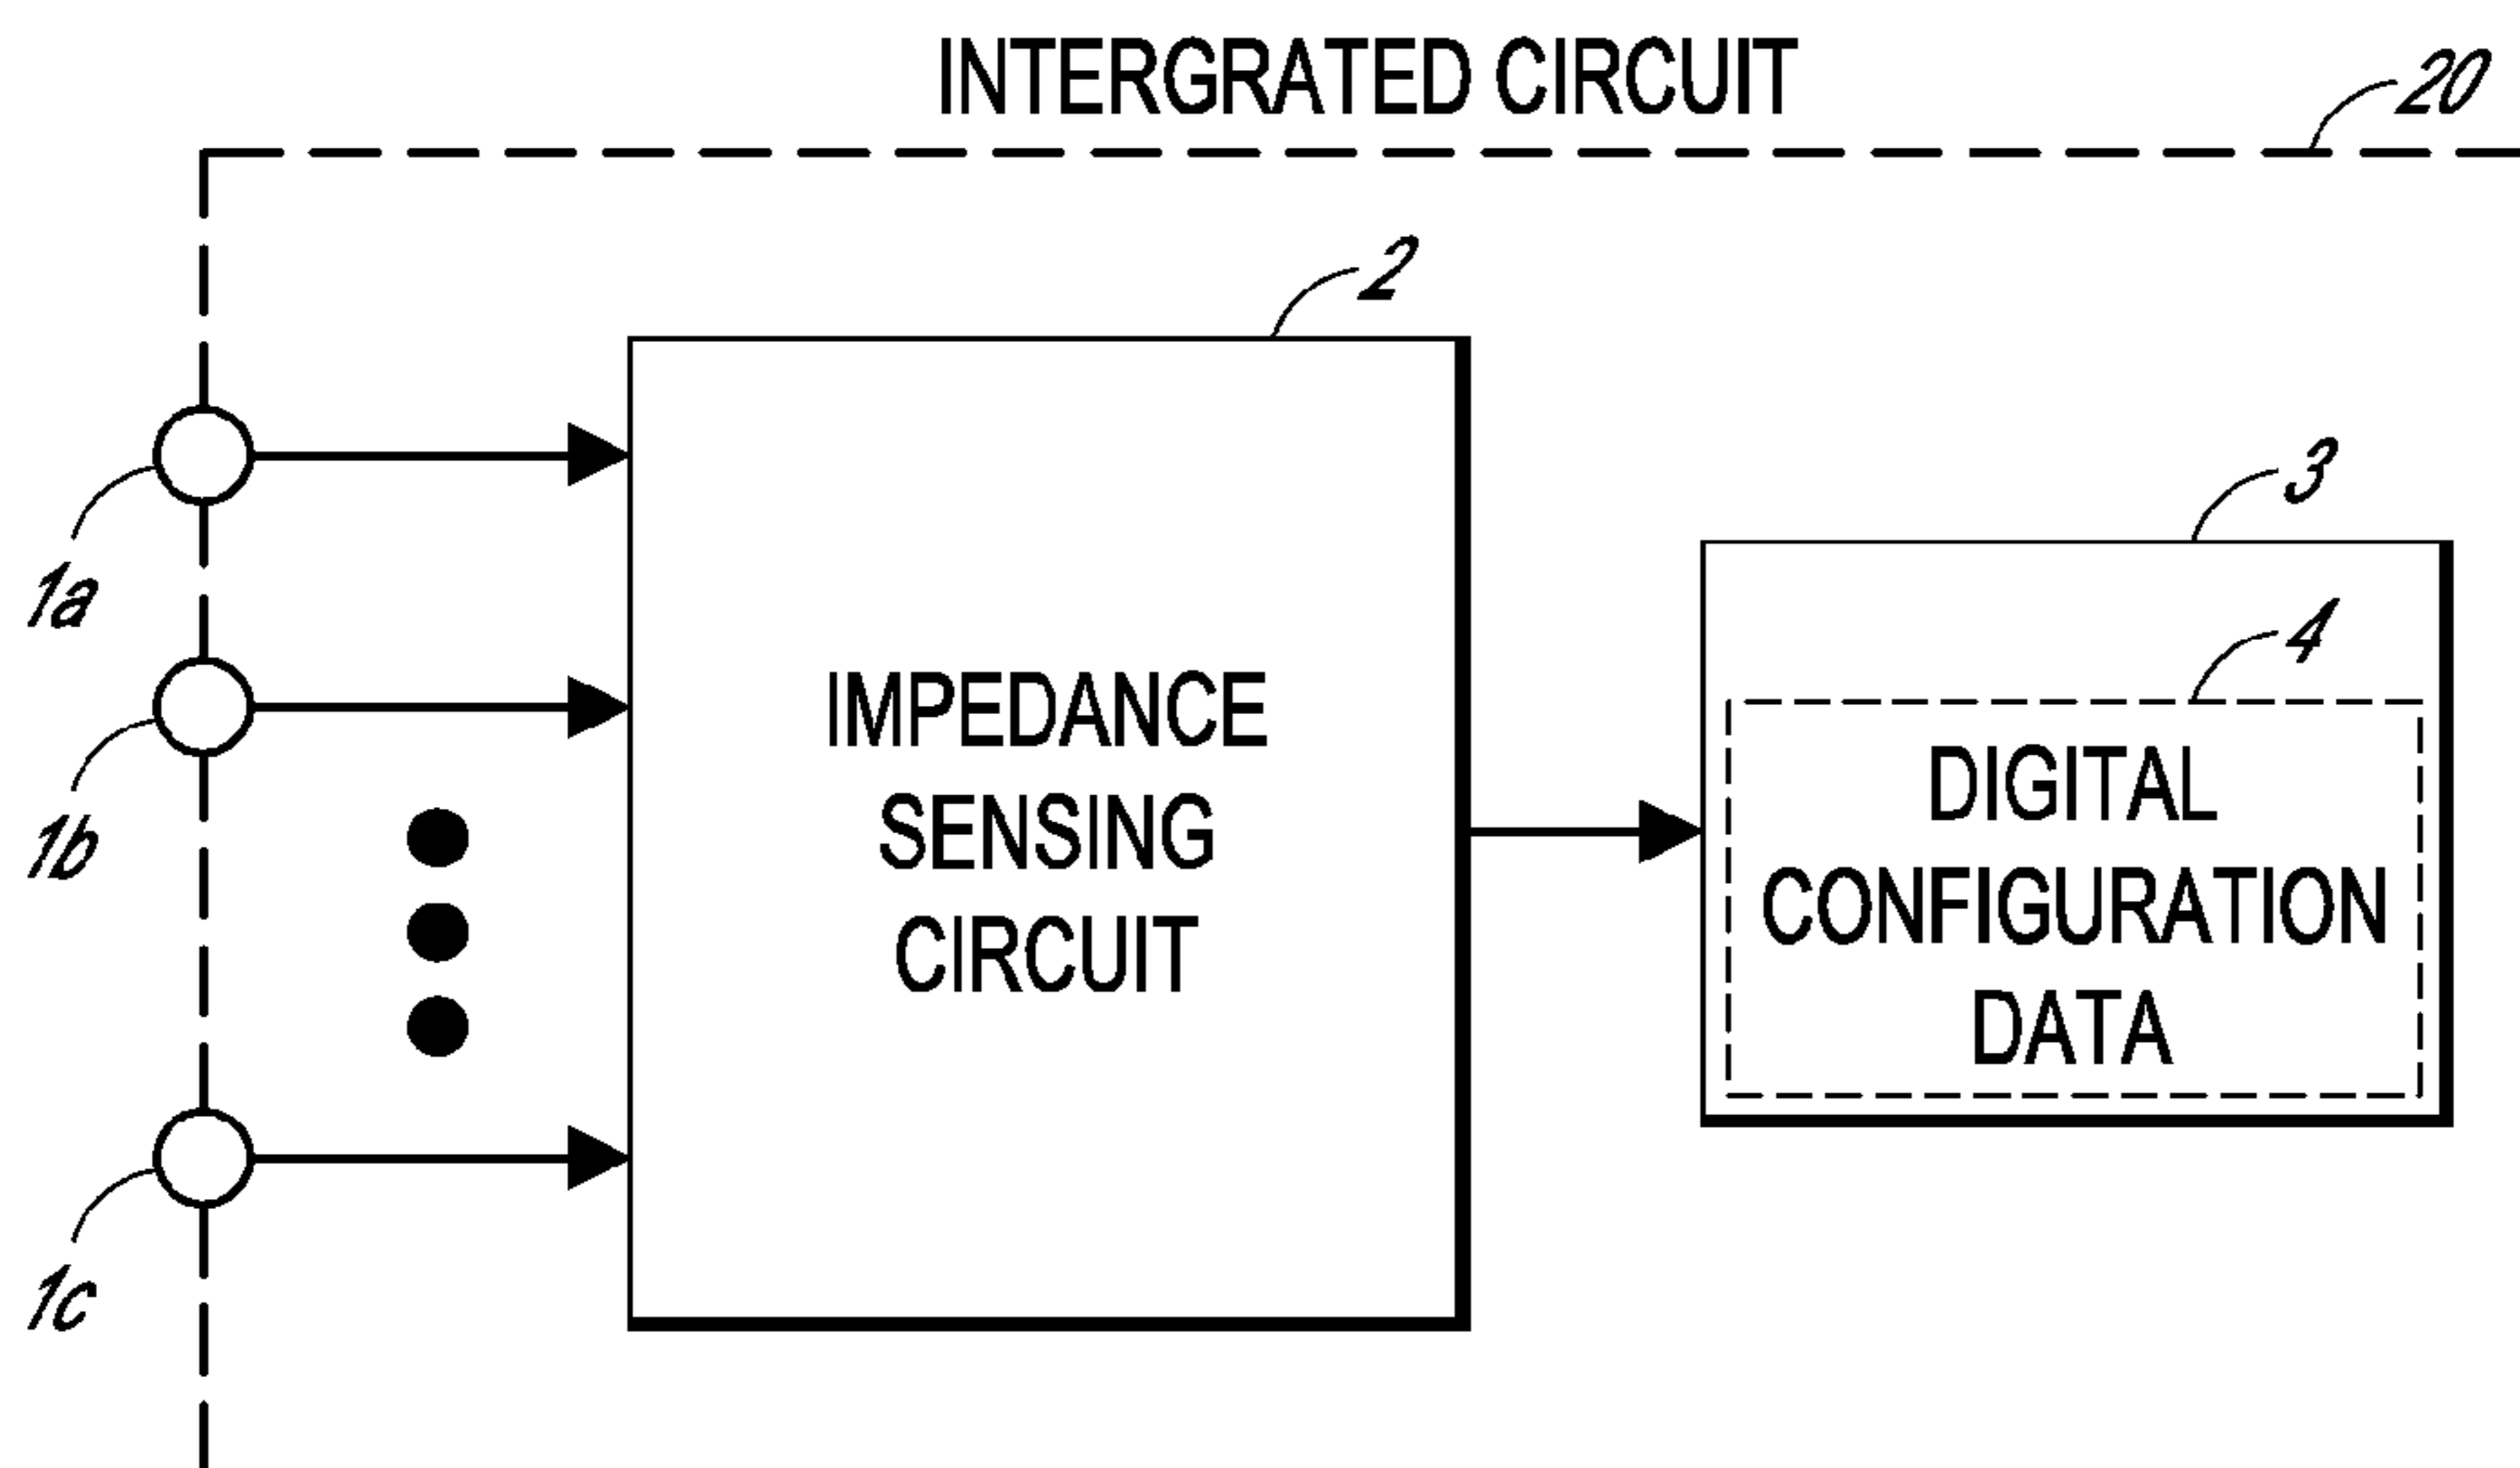 INTERGRATED CIRCUIT
20
2
3
1a
4
1b
IMPEDANCE
SENSING
CIRCUIT
DIGITAL
CONFIGURATION
DATA
1c